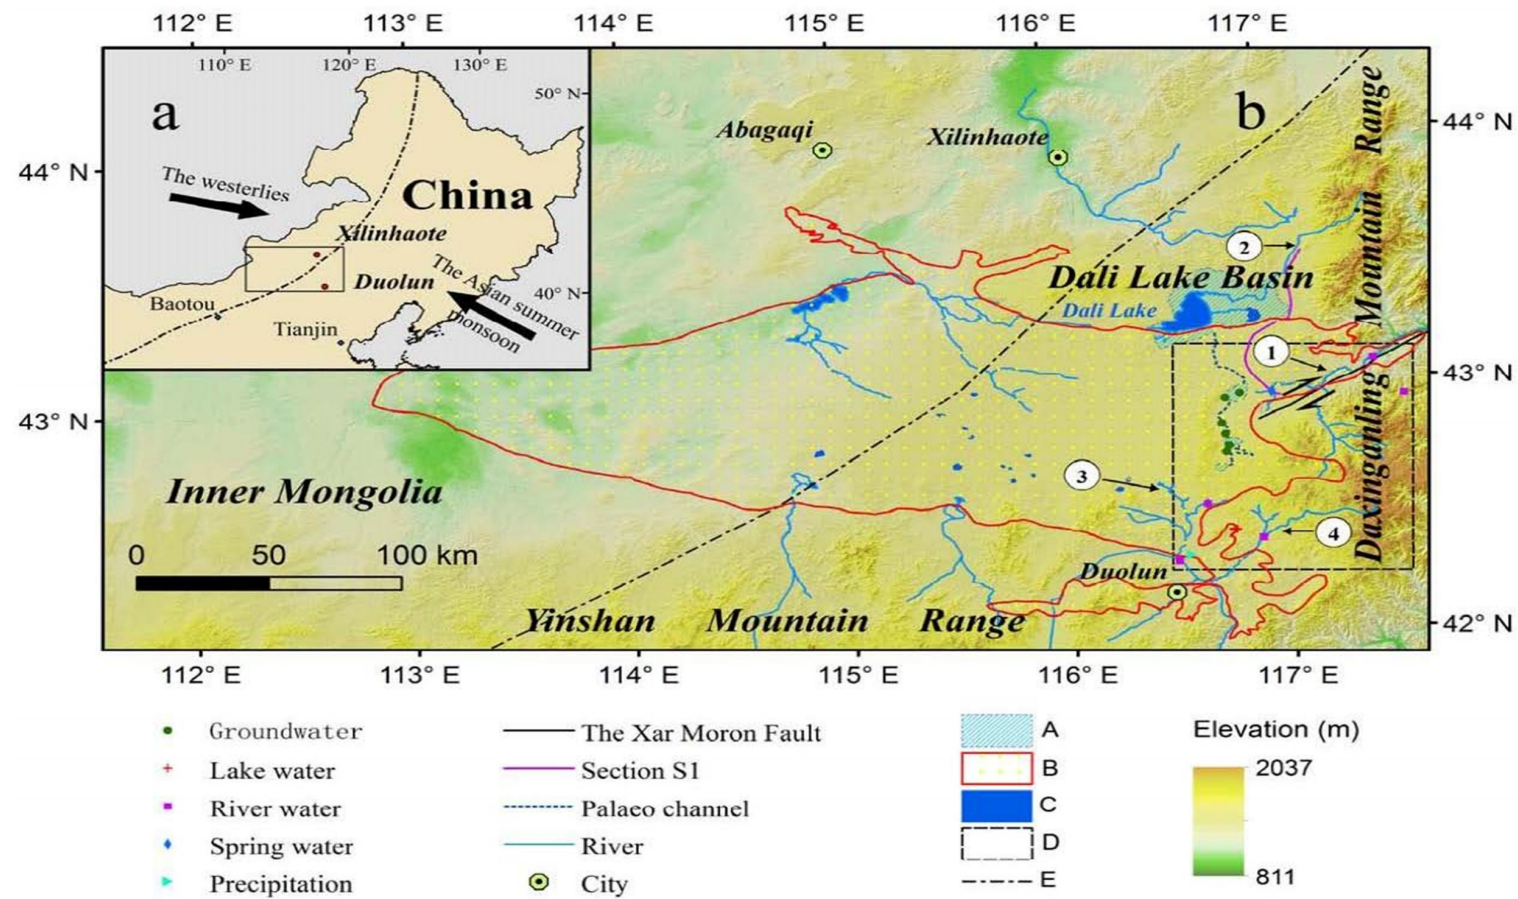 112° E 113° E 114° E 115° E 116° E 117° E
110° E 120° E 130° E
a
50° N
b
Range
44° N
44° N
Abagaqi
Xilinhaote
The westerlies
China
Xilinhaote
2
Mountain
The Asian summer
monsoon
Duolun
40° N
Baotou
Tianjin
Dali Lake Basin
Dali Lake
1
43° N
43° N
Daxinganling
3
4
Inner Mongolia
0 50 100 km
Duolun
Yinshan Mountain Range
42° N
112° E 113° E 114° E 115° E 116° E 117° E
Groundwater
Lake water
River water
Spring water
Precipitation
The Xar Moron Fault
Section S1
Palaeo channel
River
City
A
B
C
D
E
Elevation (m)
2037
811